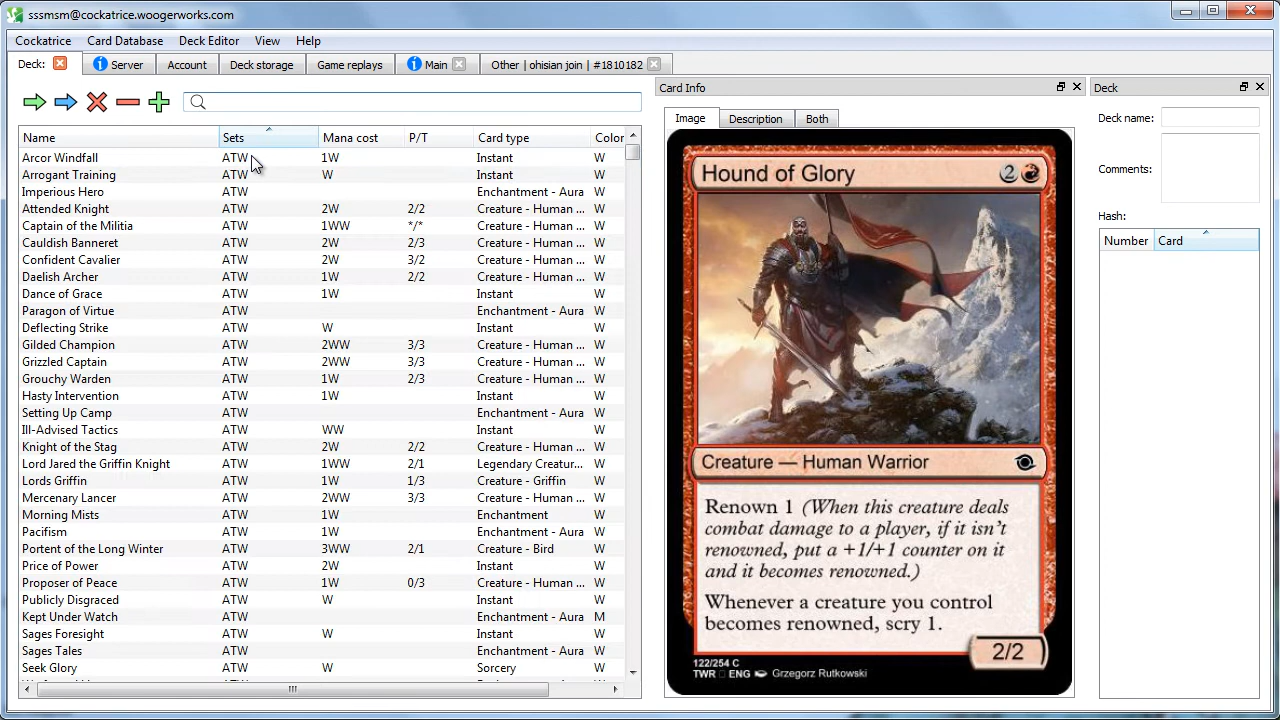 sssmsm@cockatrice.woogerworks.com
Cockatrice Card Database Deck Editor View Help
Deck: Server Account Deck storage Game replays Main Other | ohisian join | #1810182
Card Info
Deck
Image Description Both
Deck name:
Comments:
Hash:
Number Card
Name Sets Mana cost P/T Card type Color
Arcor Windfall ATW 1W Instant W
Arrogant Training ATW Instant W
Imperious Hero ATW Enchantment - Aura W
Attended Knight ATW 2W 2/2 Creature - Human ... W
Captain of the Militia ATW 1WW */* Creature - Human ... W
Cauldish Banneret ATW 2W 2/3 Creature - Human ... W
Confident Cavalier ATW 2W 3/2 Creature - Human ... W
Daelish Archer ATW 1W 2/2 Creature - Human ... W
Dance of Grace ATW 1W Instant W
Paragon of Virtue ATW Enchantment - Aura W
Deflecting Strike ATW W Instant W
Gilded Champion ATW 2WW 3/3 Creature - Human ... W
Grizzled Captain ATW 2WW 3/3 Creature - Human ... W
Grouchy Warden ATW 1W 2/3 Creature - Human ... W
Hasty Intervention ATW 1W Instant W
Setting Up Camp ATW Enchantment - Aura W
Ill-Advised Tactics ATW WW Instant W
Knight of the Stag ATW 2W 2/2 Creature - Human ... W
Lord Jared the Griffin Knight ATW 1WW 2/1 Legendary Creatur... W
Lords Griffin ATW 1W 1/3 Creature - Griffin W
Mercenary Lancer ATW 2WW 3/3 Creature - Human ... W
Morning Mists ATW 1W Enchantment W
Pacifism ATW 1W Enchantment - Aura W
Portent of the Long Winter ATW 3WW 2/1 Creature - Bird W
Price of Power ATW 2W Instant W
Proposer of Peace ATW 1W 0/3 Creature - Human ... W
Publicly Disgraced ATW W Instant W
Kept Under Watch ATW Enchantment - Aura M
Sages Foresight ATW W Instant W
Sages Tales ATW Enchantment - Aura W
Seek Glory ATW W Sorcery W
Hound of Glory 2
Creature — Human Warrior
Renown 1 (When this creature deals
combat damage to a player, if it isn't
renowned, put a +1/+1 counter on it
and it becomes renowned.)
Whenever a creature you control
becomes renowned, scry 1.
2/2
122/254 C
TWR ENG Grzegorz Rutkowski